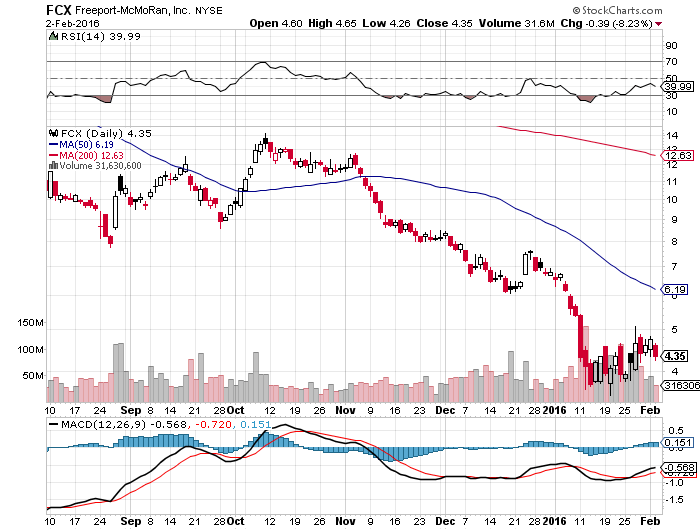 FCX Freeport-McMoRan, Inc. NYSE
© StockCharts.com
2-Feb-2016
Open 4.60 High 4.65 Low 4.26 Close 4.35 Volume 31.6M Chg -0.39 (-8.23%)
RSI(14) 39.99
90
70
50
39.99
30
10
FCX (Daily) 4.35
MA(50) 6.19
MA(200) 12.63
Volume 31,630,600
14
12.63
12
11
10
9
8
7
6.19
5
4.35
4
316306
150M
100M
50M
10 17 24 Sep 8 14 21 28 Oct 12 19 26 Nov 9 16 23 Dec 7 14 21 28 2016 11 19 25 Feb
MACD(12,26,9) -0.568, -0.720, 0.151
0.5
0.151
0.0
-0.568
-1.0
-1.5
10 17 24 Sep 8 14 21 28 Oct 12 19 26 Nov 9 16 23 Dec 7 14 21 28 2016 11 19 25 Feb